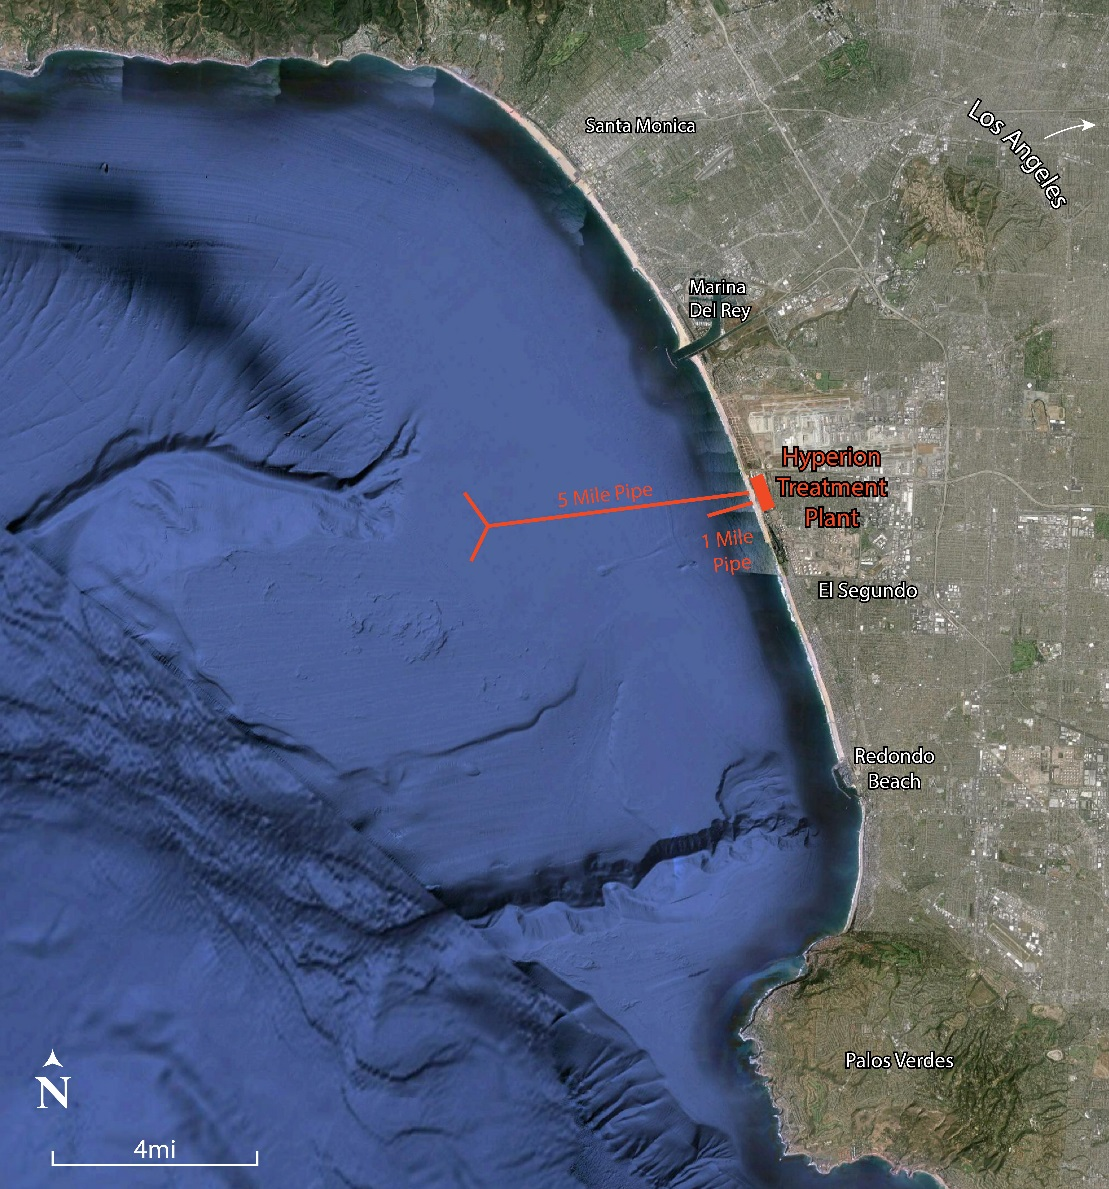 Santa Monica
Los Angeles
Marina
Del Rey
Hyperion
Treatment
Plant
5 Mile Pipe
1 Mile
Pipe
El Segundo
Redondo
Beach
Palos Verdes
N
4mi